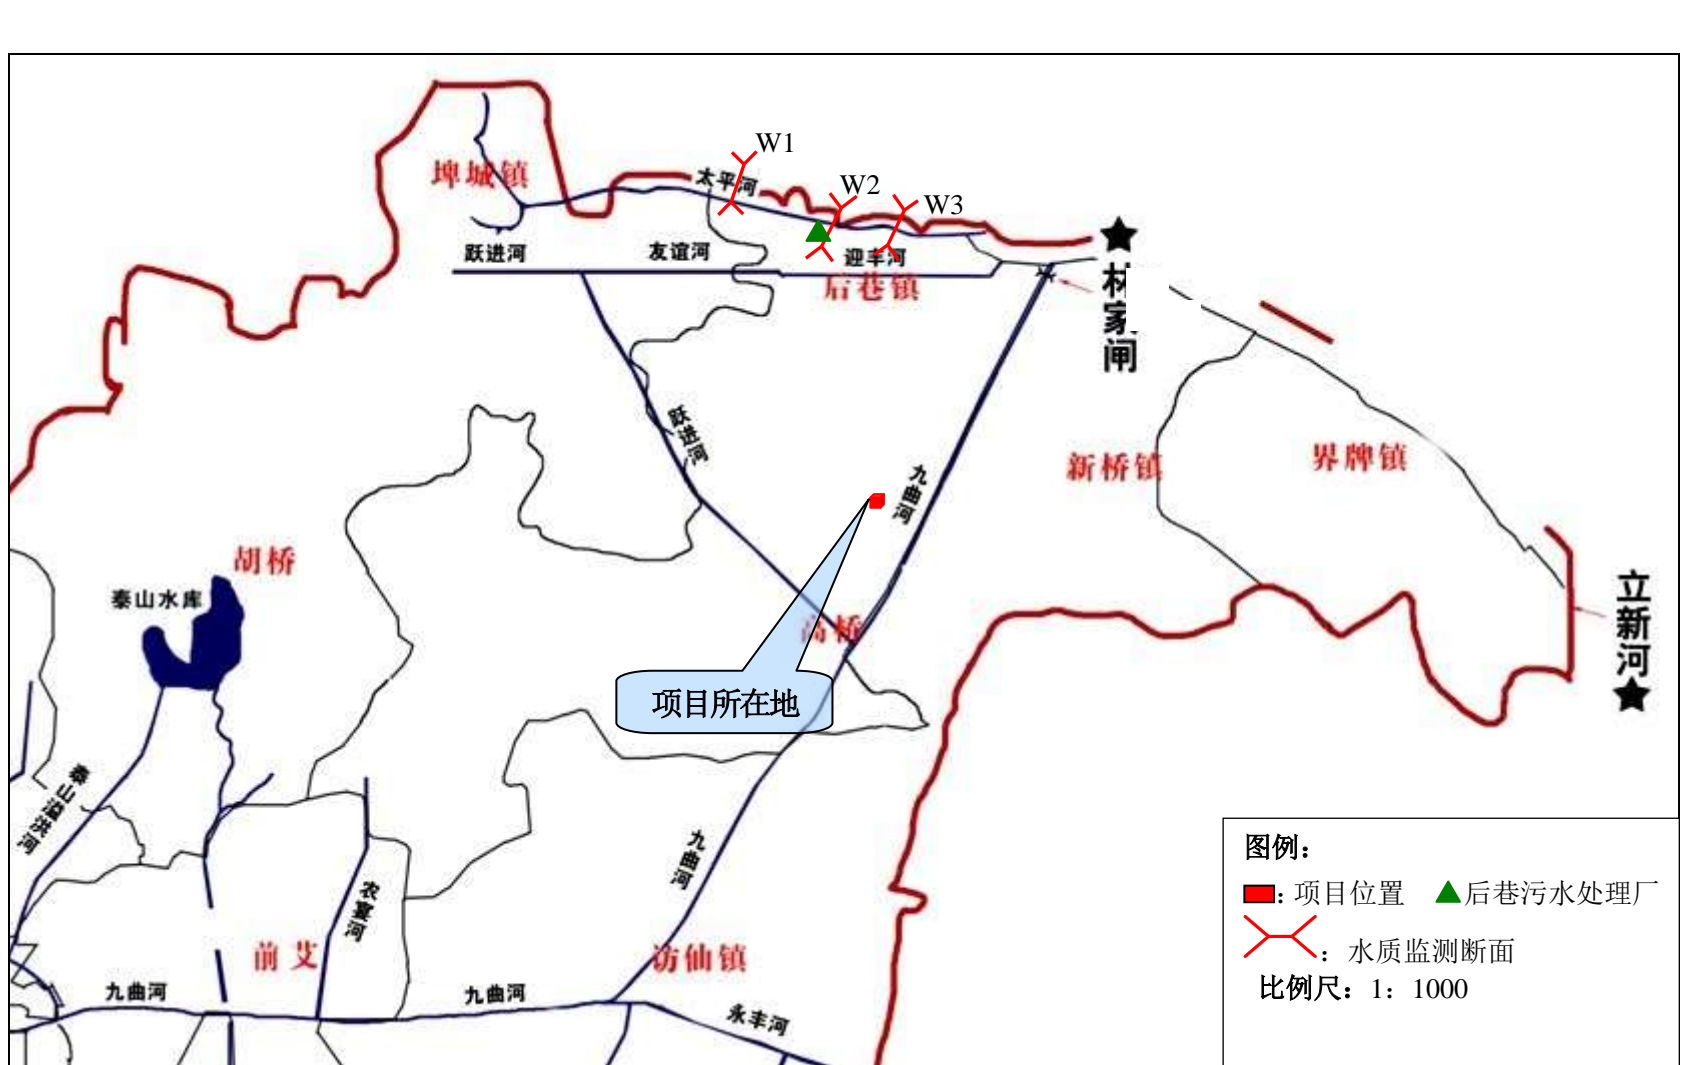 W1
埤城镇
太平河
W2
W3
跃进河
友谊河
迎丰河
后巷镇
林家闸
跃进河
九曲河
新桥镇
界牌镇
胡桥
泰山水库
高桥
立新河
项目所在地
泰山溢洪河
九曲河
农宴河
前艾
访仙镇
九曲河
九曲河
永丰河
图例：
：项目位置 后巷污水处理厂
：水质监测断面
比例尺：1：1000